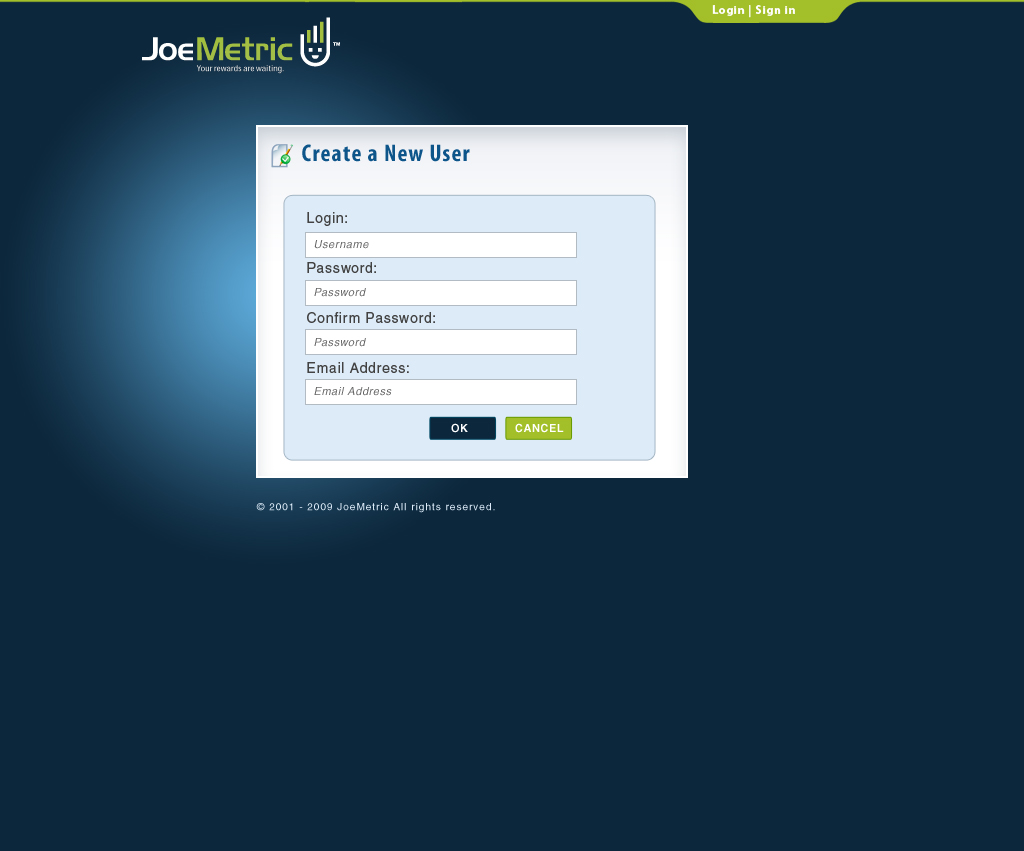 Login | Sign in
JoeMetric™
Your rewards are waiting.
Create a New User
Login:
Username
Password:
Password
Confirm Password:
Password
Email Address:
Email Address
OK CANCEL
© 2001 - 2009 JoeMetric All rights reserved.